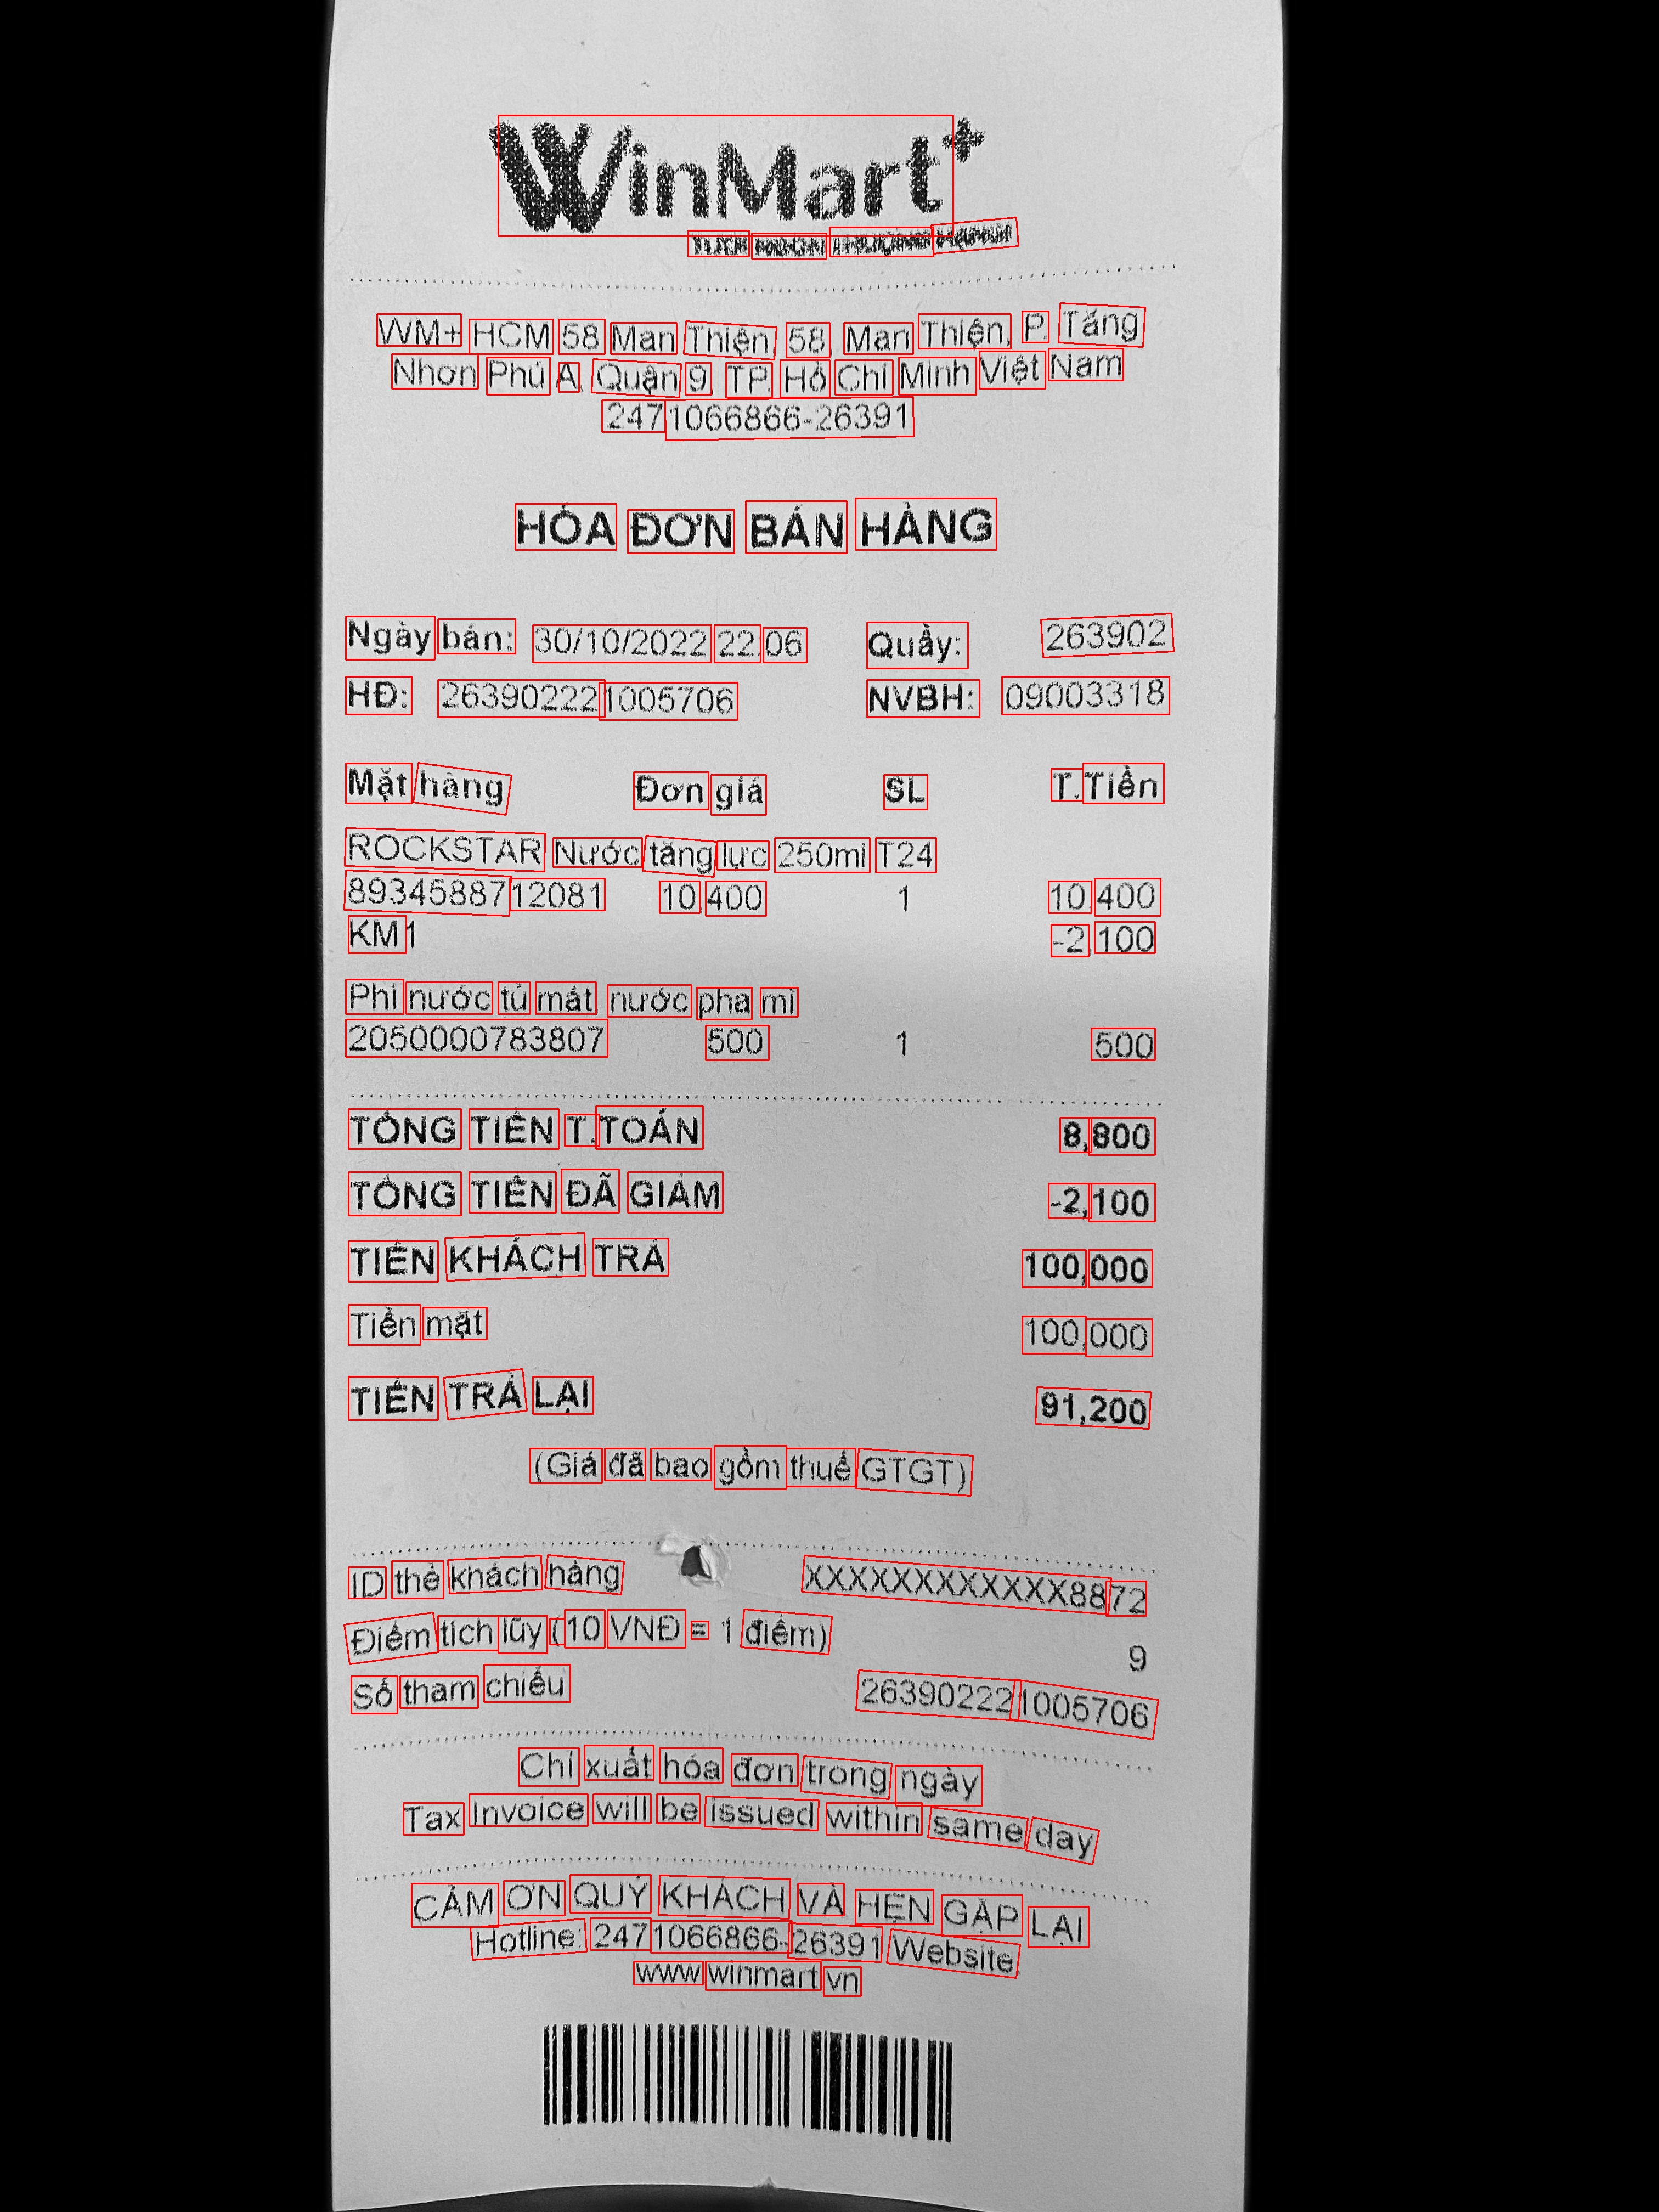 WinMart+
WM+ HCM 58 Man Thiện, 58, Man Thiện, P. Tăng
Nhơn Phú A, Quận 9, TP. Hồ Chí Minh Việt Nam
2471066866-26391
HÓA ĐƠN BÁN HÀNG
Ngày bán: 30/10/2022 22:06 Quầy: 263902
HĐ: 263902221005706 NVBH: 09003318
Mặt hàng Đơn giá SL T.Tiền
ROCKSTAR Nước tăng lực 250ml T24
8934588712081 10,400 1 10,400
KM1 -2,100
Phí nước tủ mát, nước pha mì
2050000783807 500 1 500
TỔNG TIỀN T.TOÁN 8,800
TỔNG TIỀN ĐÃ GIẢM -2,100
TIỀN KHÁCH TRẢ 100,000
Tiền mặt 100,000
TIỀN TRẢ LẠI 91,200
(Giá đã bao gồm thuế GTGT)
ID thẻ khách hàng XXXXXXXXXXXX8872
Điểm tích lũy (10 VNĐ = 1 điểm) 9
Số tham chiếu 263902221005706
Chỉ xuất hóa đơn trong ngày
Tax Invoice will be issued within same day
CẢM ƠN QUÝ KHÁCH VÀ HẸN GẶP LẠI
Hotline: 2471066866-26391 Website:
www.winmart.vn